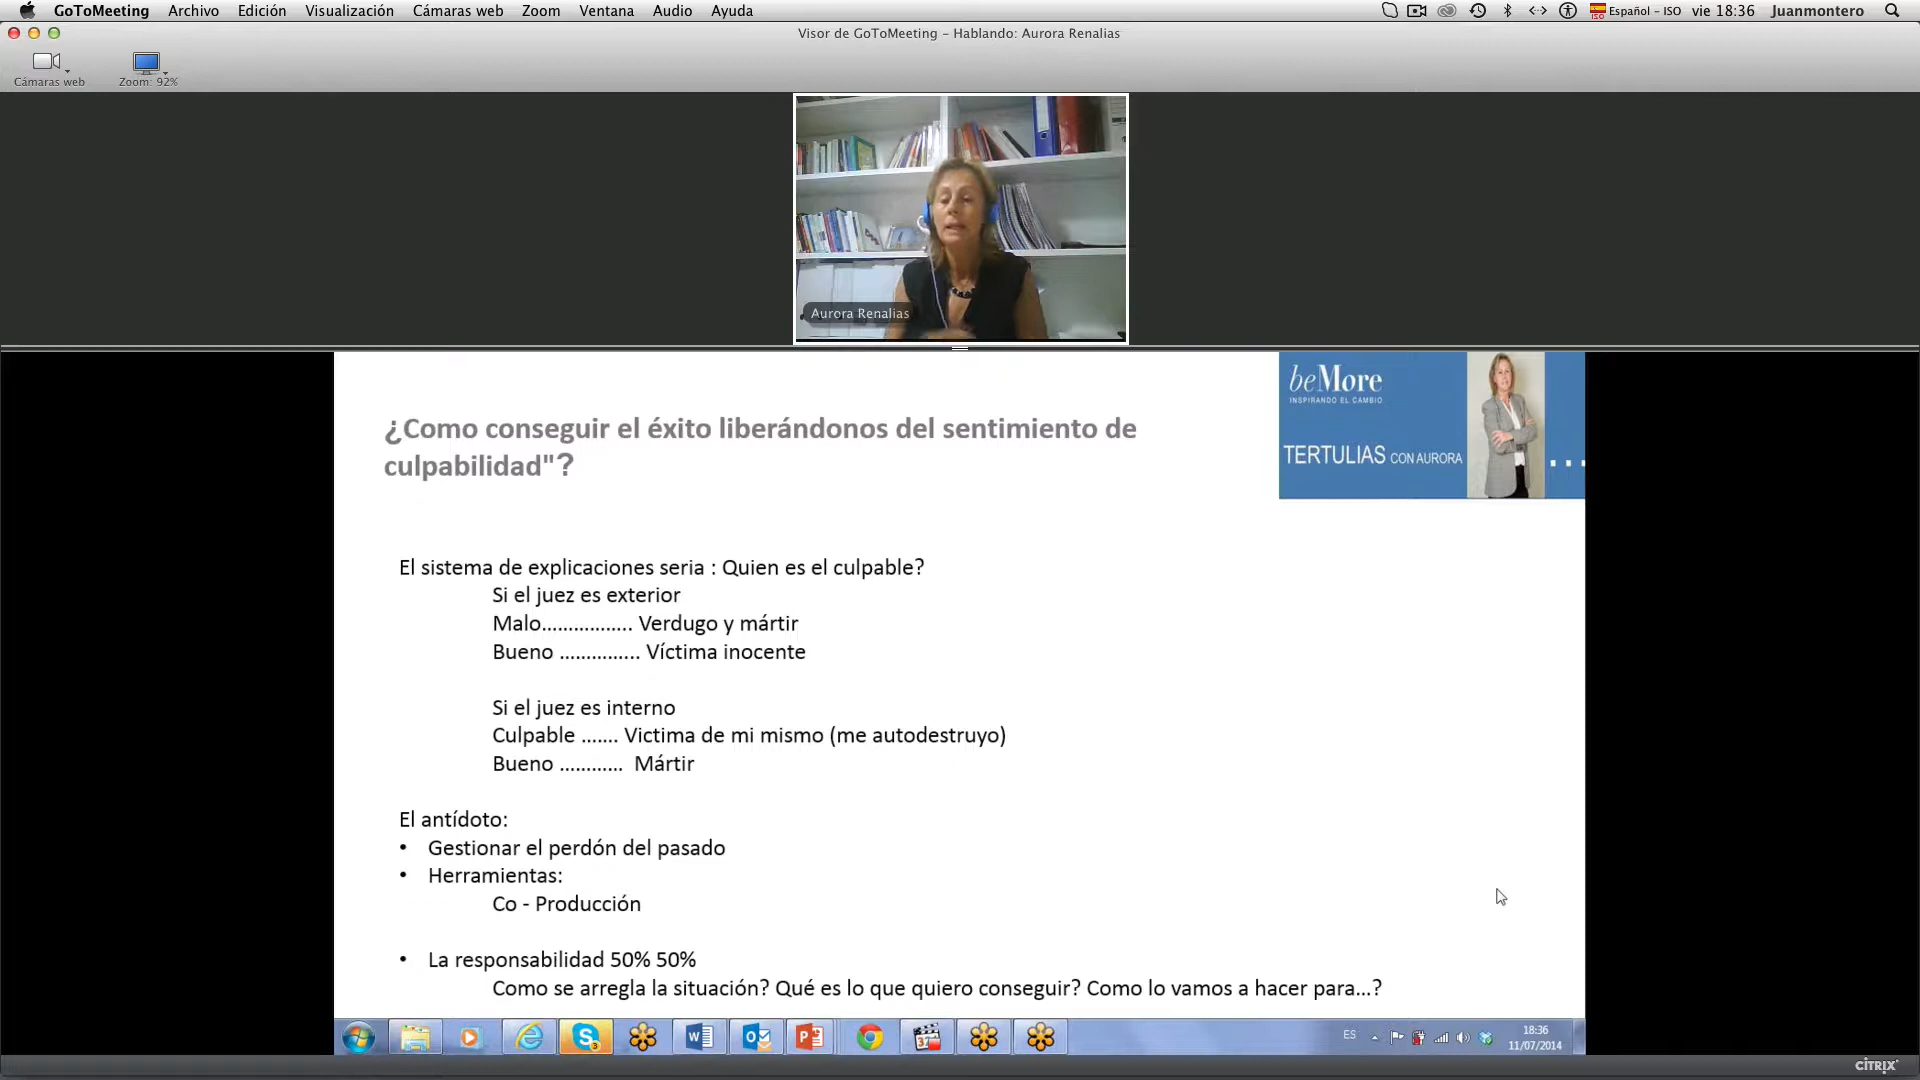 GoToMeeting Archivo Edición Visualización Cámaras web Zoom Ventana Audio Ayuda
Español - ISO vie 18:36 Juanmontero
Visor de GoToMeeting - Hablando: Aurora Renalias
Cámaras web
Zoom: 92%
Aurora Renalias
¿Como conseguir el éxito liberándonos del sentimiento de
culpabilidad"?
beMore
INSPIRANDO EL CAMBIO
TERTULIAS CON AURORA
...
El sistema de explicaciones seria : Quien es el culpable?
Si el juez es exterior
Malo................. Verdugo y mártir
Bueno ............... Víctima inocente
Si el juez es interno
Culpable ....... Victima de mi mismo (me autodestruyo)
Bueno ............ Mártir
El antídoto:
• Gestionar el perdón del pasado
• Herramientas:
Co - Producción
• La responsabilidad 50% 50%
Como se arregla la situación? Qué es lo que quiero conseguir? Como lo vamos a hacer para...?
ES
18:36
11/07/2014
CITRIX